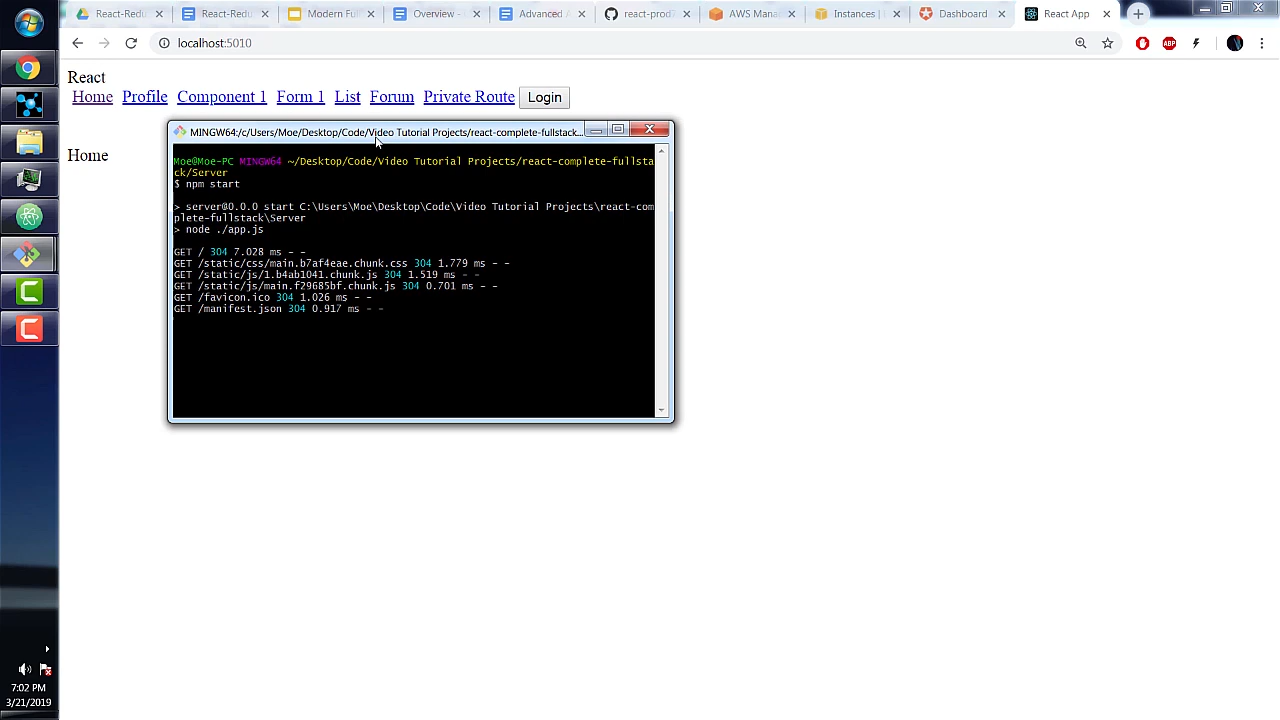 React-Redu
React-Redu
Modern Ful
Overview -
Advanced
react-prod
AWS Mana
Instances |
Dashboard
React App
localhost:5010
React
Home Profile Component 1 Form 1 List Forum Private Route Login
Home
MINGW64:/c/Users/Moe/Desktop/Code/Video Tutorial Projects/react-complete-fullstack...
Moe@Moe-PC MINGW64 ~/Desktop/Code/Video Tutorial Projects/react-complete-fullsta
ck/Server
$ npm start
> server@0.0.0 start C:\Users\Moe\Desktop\Code\Video Tutorial Projects\react-com
plete-fullstack\Server
> node ./app.js
GET / 304 7.028 ms - -
GET /static/css/main.b7af4eae.chunk.css 304 1.779 ms - -
GET /static/js/1.b4ab1041.chunk.js 304 1.519 ms - -
GET /static/js/main.f29685bf.chunk.js 304 0.701 ms - -
GET /favicon.ico 304 1.026 ms - -
GET /manifest.json 304 0.917 ms - -
ABP
7:02 PM
3/21/2019